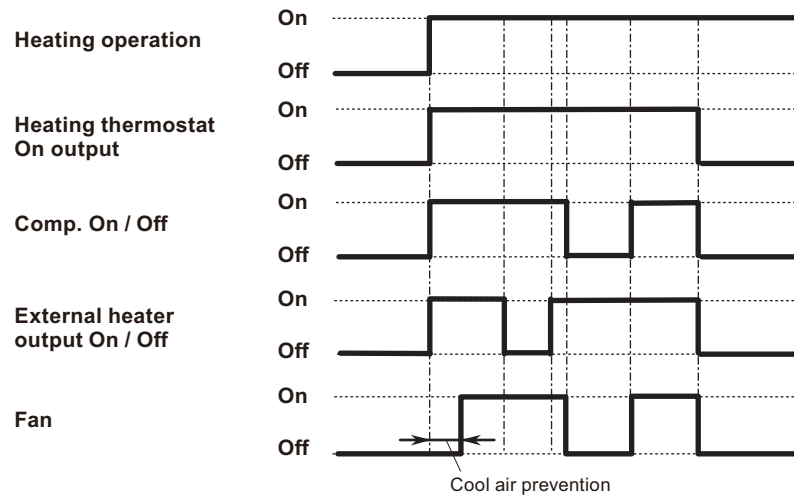 On
Heating operation
Off
On
Heating thermostat
On output
Off
On
Comp. On / Off
Off
On
External heater
output On / Off
Off
On
Fan
Off
Cool air prevention